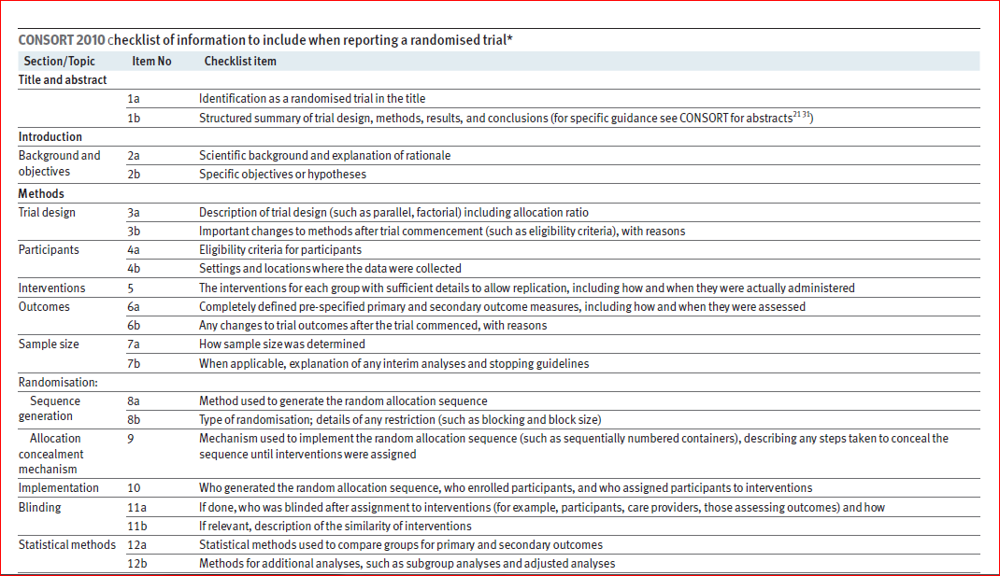 CONSORT 2010 checklist of information to include when reporting a randomised trial*
Section/Topic Item No Checklist item
Title and abstract
1a Identification as a randomised trial in the title
1b Structured summary of trial design, methods, results, and conclusions (for specific guidance see CONSORT for abstracts21 31)
Introduction
Background and objectives 2a Scientific background and explanation of rationale
2b Specific objectives or hypotheses
Methods
Trial design 3a Description of trial design (such as parallel, factorial) including allocation ratio
3b Important changes to methods after trial commencement (such as eligibility criteria), with reasons
Participants 4a Eligibility criteria for participants
4b Settings and locations where the data were collected
Interventions 5 The interventions for each group with sufficient details to allow replication, including how and when they were actually administered
Outcomes 6a Completely defined pre-specified primary and secondary outcome measures, including how and when they were assessed
6b Any changes to trial outcomes after the trial commenced, with reasons
Sample size 7a How sample size was determined
7b When applicable, explanation of any interim analyses and stopping guidelines
Randomisation:
Sequence generation 8a Method used to generate the random allocation sequence
8b Type of randomisation; details of any restriction (such as blocking and block size)
Allocation concealment mechanism 9 Mechanism used to implement the random allocation sequence (such as sequentially numbered containers), describing any steps taken to conceal the
sequence until interventions were assigned
Implementation 10 Who generated the random allocation sequence, who enrolled participants, and who assigned participants to interventions
Blinding 11a If done, who was blinded after assignment to interventions (for example, participants, care providers, those assessing outcomes) and how
11b If relevant, description of the similarity of interventions
Statistical methods 12a Statistical methods used to compare groups for primary and secondary outcomes
12b Methods for additional analyses, such as subgroup analyses and adjusted analyses